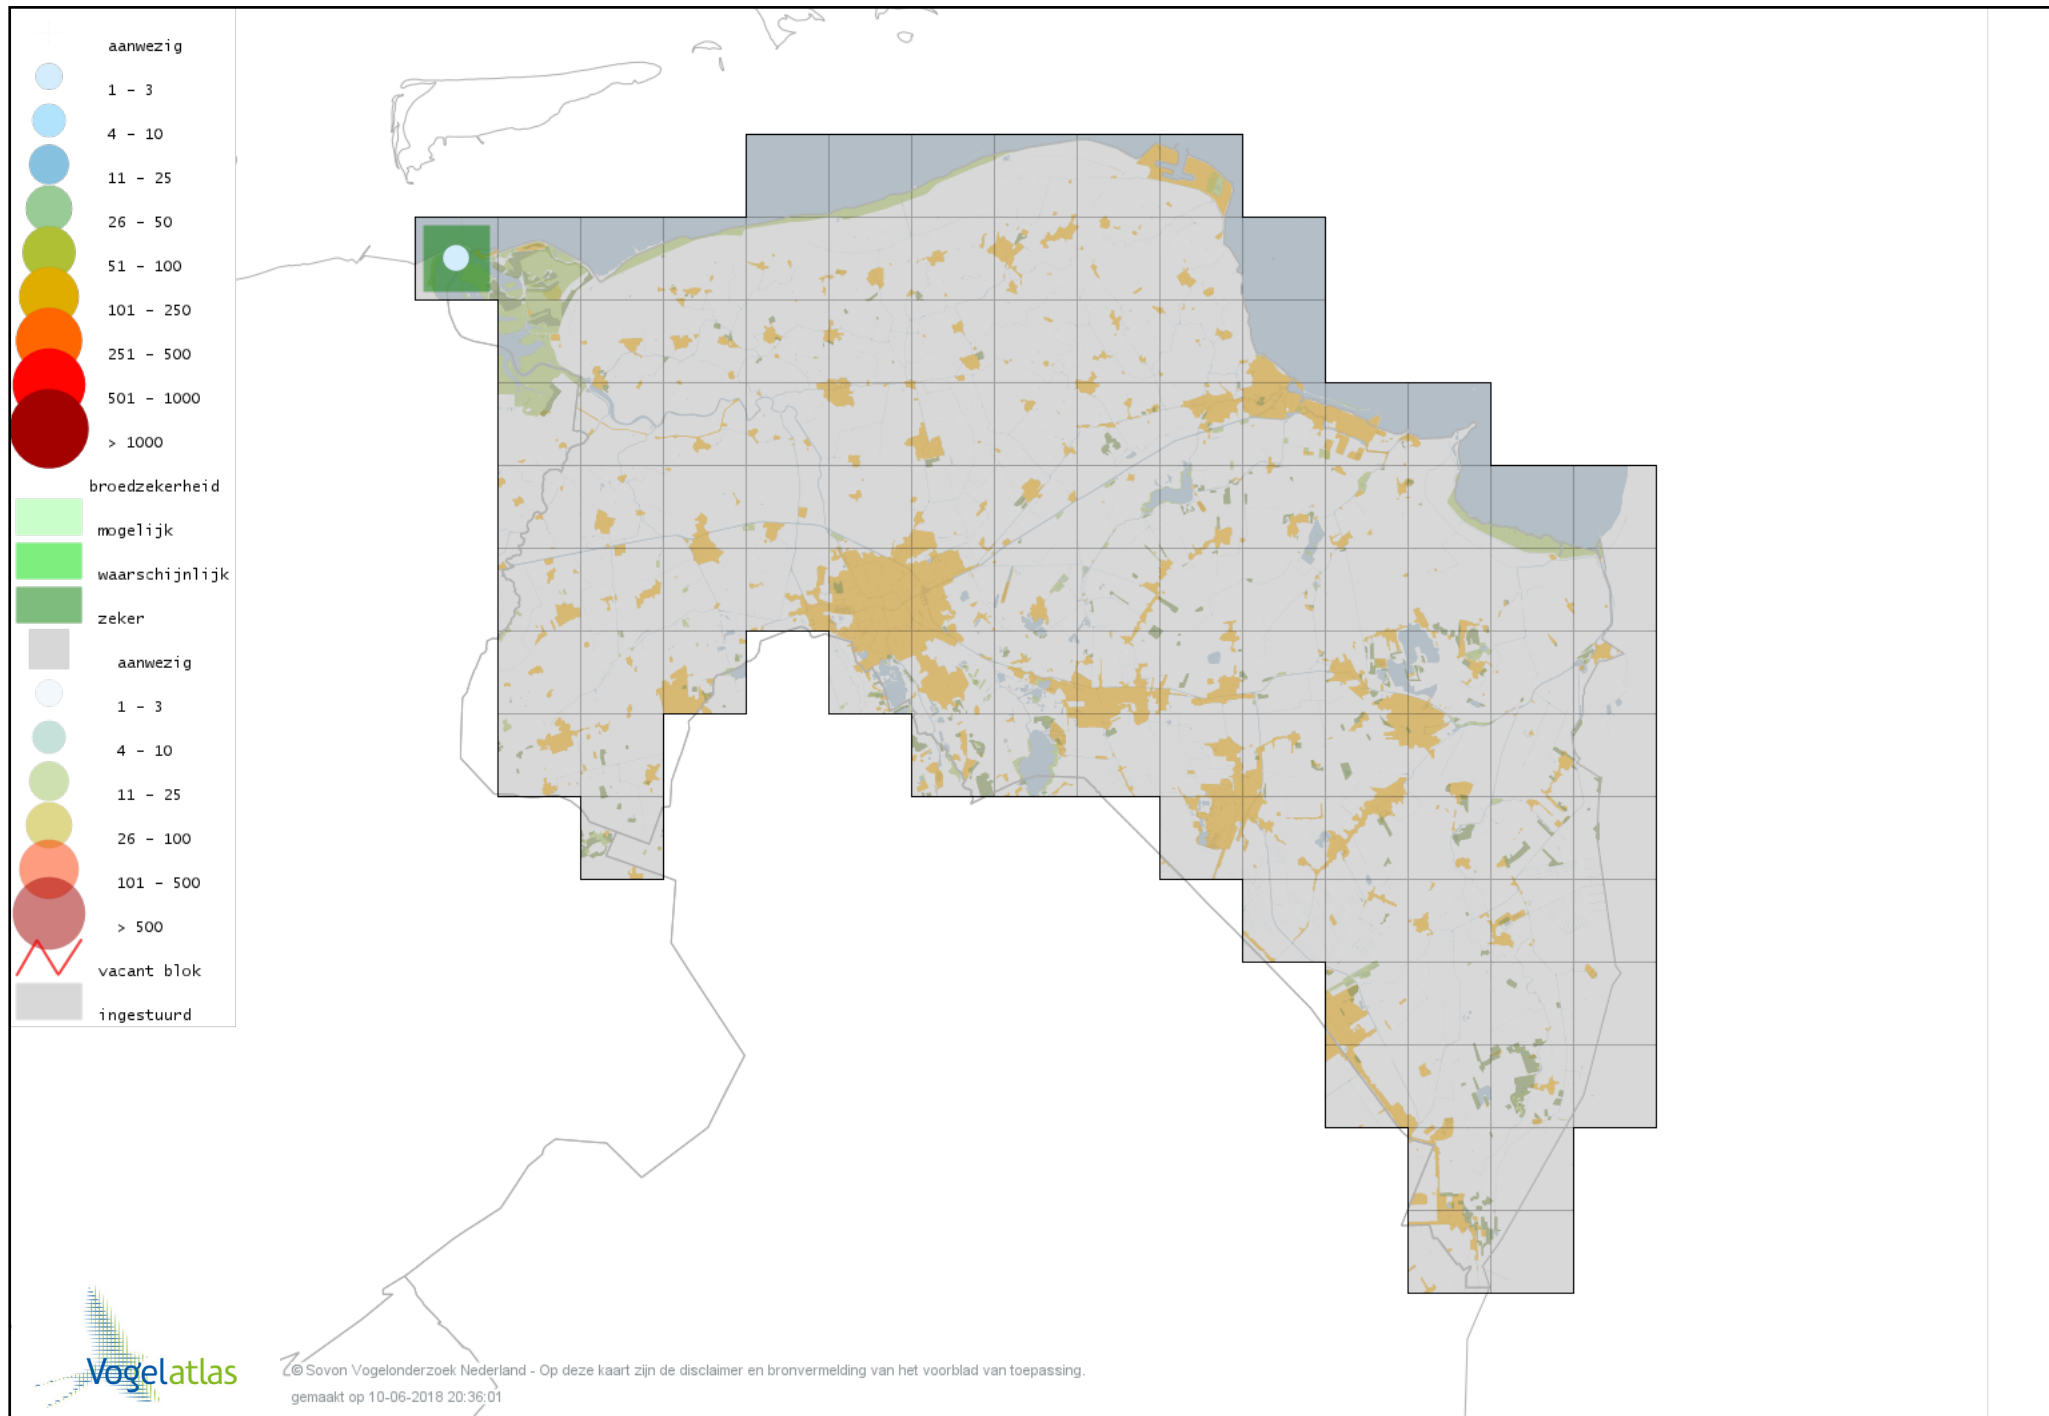 aanwezig
1 - 3
4 - 10
11 - 25
26 - 50
51 - 100
101 - 250
251 - 500
501 - 1000
> 1000
broedzekerheid
mogelijk
waarschijnlijk
zeker
aanwezig
1 - 3
4 - 10
11 - 25
26 - 100
101 - 500
> 500
vacant blok
ingestuurd
Vogelatlas
© Sovon Vogelonderzoek Nederland - Op deze kaart zijn de disclaimer en bronvermelding van het voorblad van toepassing.
gemaakt op 10-06-2018 20:36:01